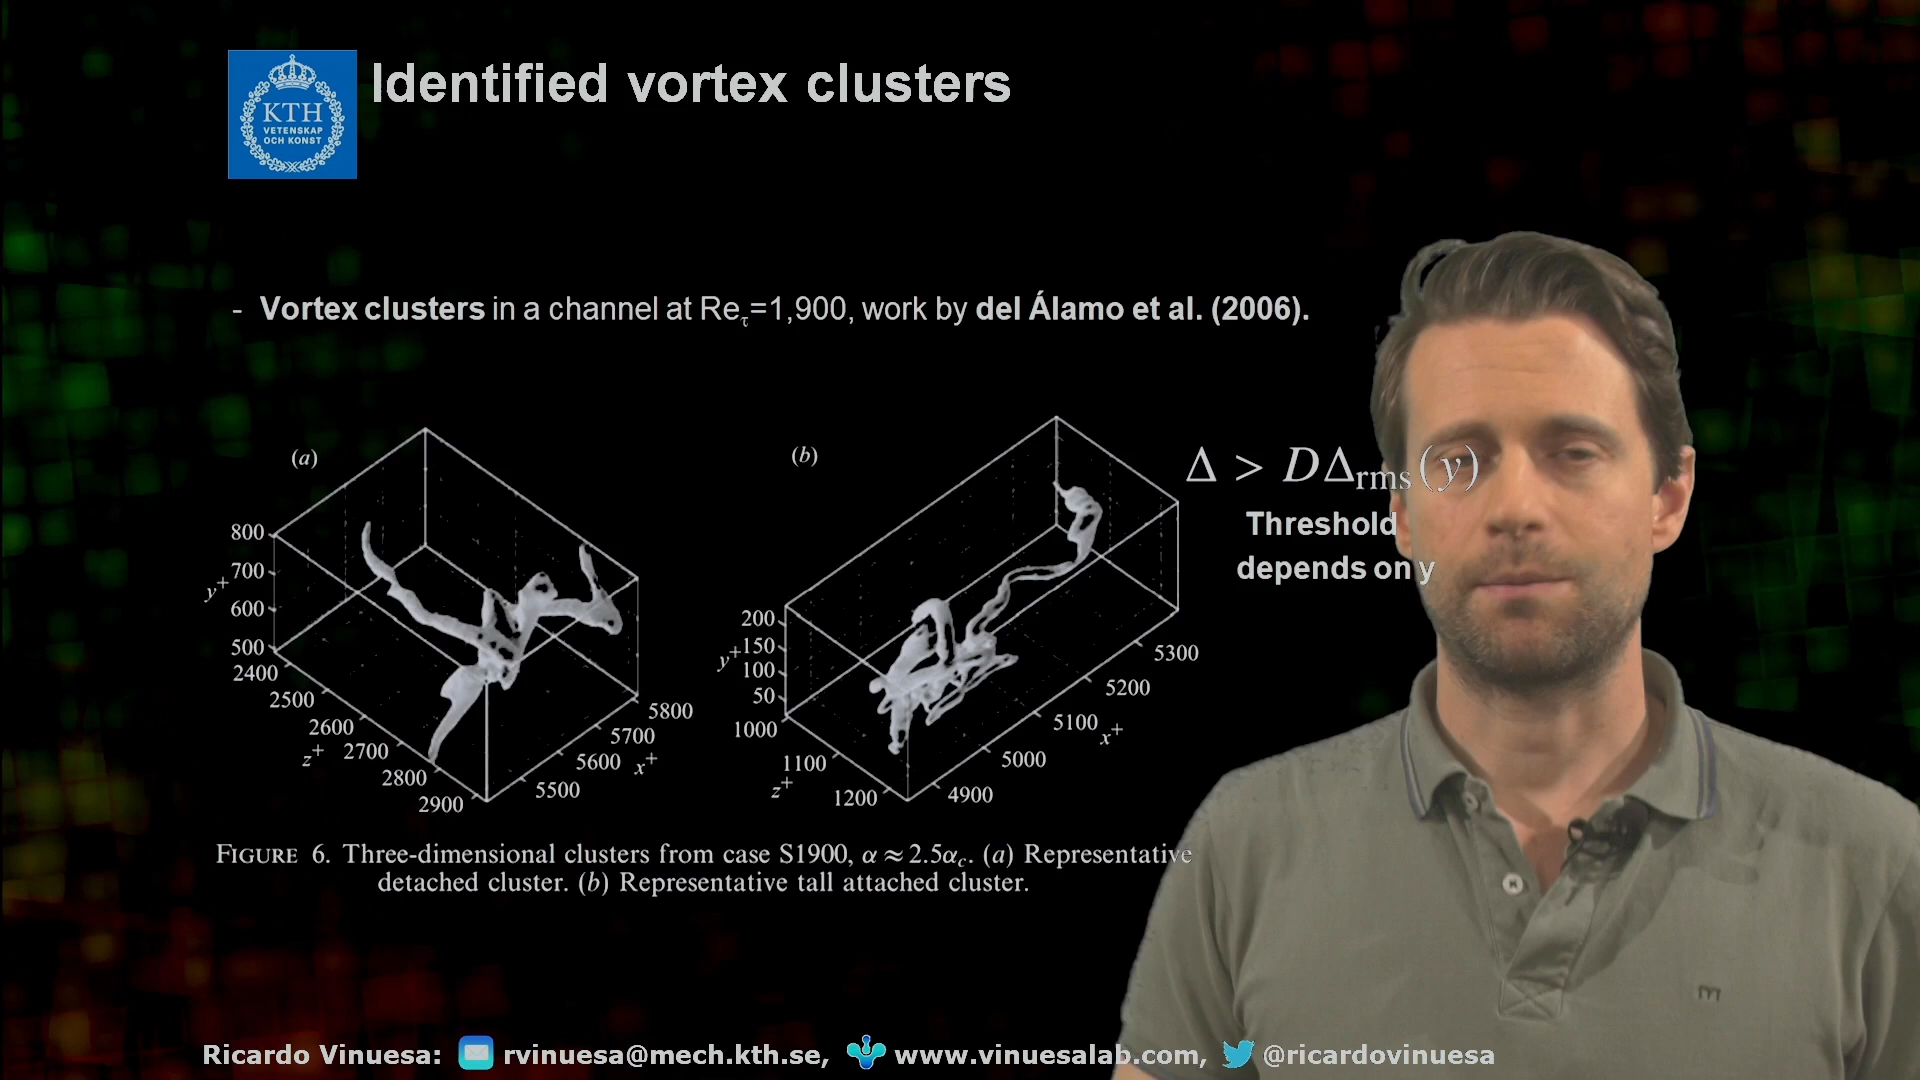 KTH
VETENSKAP
OCH KONST
Identified vortex clusters
- Vortex clusters in a channel at Reτ=1,900, work by del Álamo et al. (2006).
(a)
800
700
y+
600
500
2400
2500
2600
z+ 2700
2800
2900
5500
5600 x+
5700
5800
(b)
200
y+150
100
50
1000
1100
z+
1200
4900
5000
5100 x+
5200
5300
Δ > DΔrms(y)
Threshold
depends on y
FIGURE 6. Three-dimensional clusters from case S1900, α ≈ 2.5αc. (a) Representative
detached cluster. (b) Representative tall attached cluster.
Ricardo Vinuesa: rvinuesa@mech.kth.se, www.vinuesalab.com, @ricardovinuesa